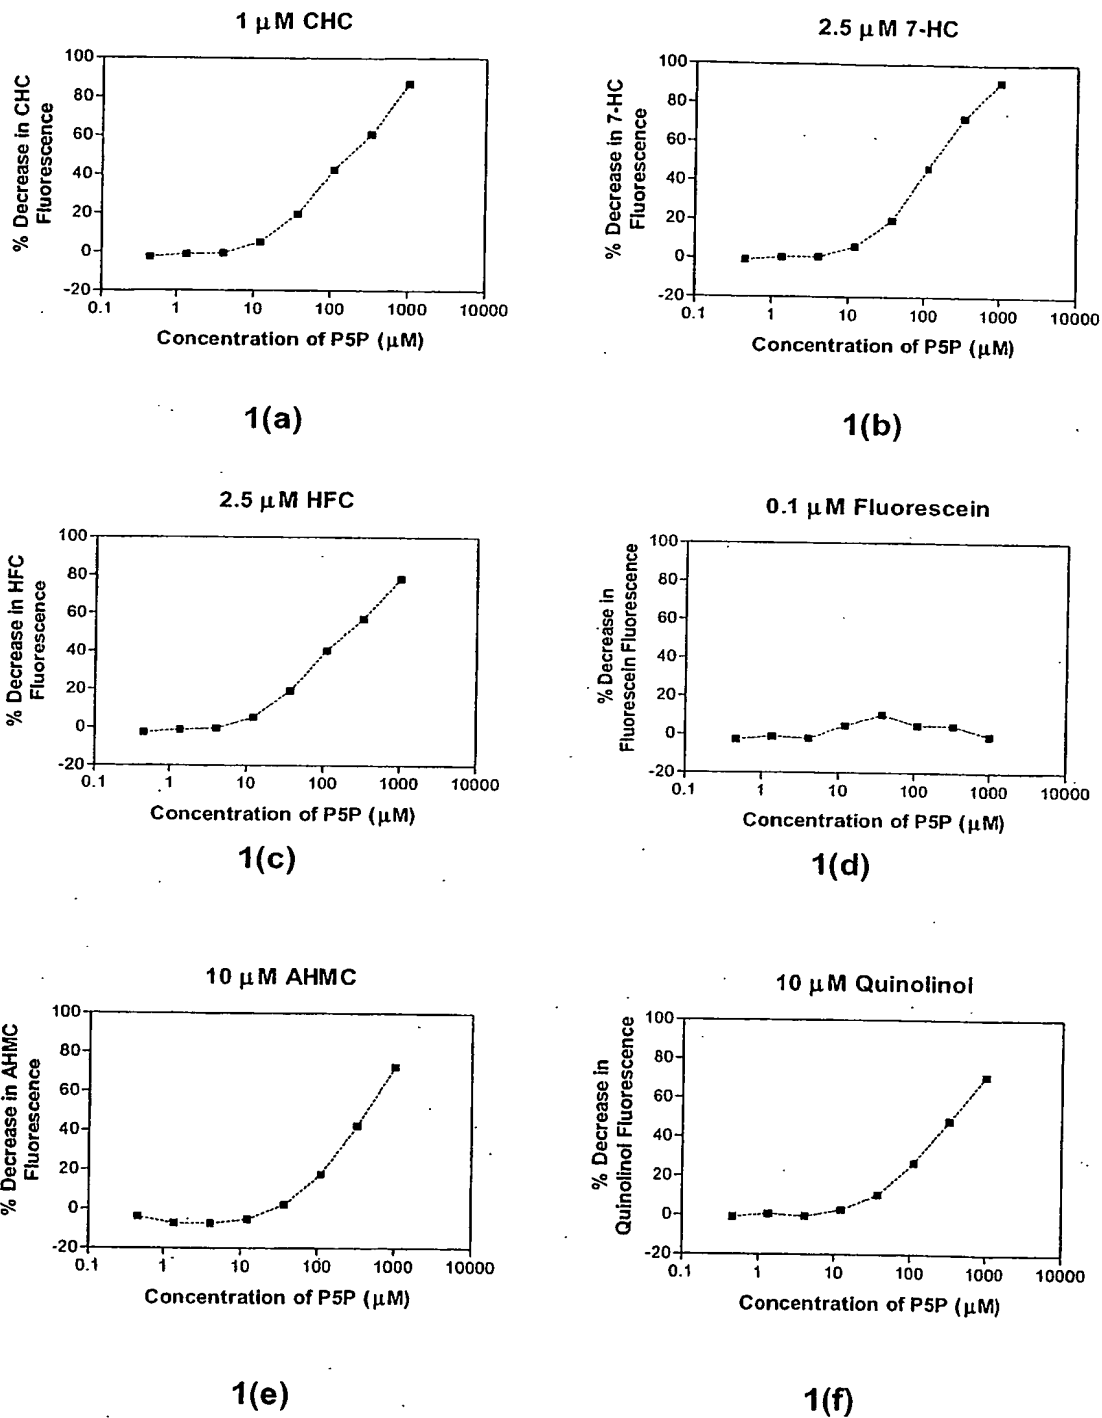 1 μM CHC
% Decrease in CHC
Fluorescence
100
80
60
40
20
0
-20
0.1
1
10
100
1000
10000
Concentration of P5P (μM)
1(a)
2.5 μM 7-HC
% Decrease in 7-HC
Fluorescence
100
80
60
40
20
0
-20
0.1
1
10
100
1000
10000
Concentration of P5P (μM)
1(b)
2.5 μM HFC
% Decrease in HFC
Fluorescence
100
80
60
40
20
0
-20
0.1
1
10
100
1000
10000
Concentration of P5P (μM)
1(c)
0.1 μM Fluorescein
% Decrease in
Fluorescein Fluorescence
100
80
60
40
20
0
-20
0.1
1
10
100
1000
10000
Concentration of P5P (μM)
1(d)
10 μM AHMC
% Decrease in AHMC
Fluorescence
100
80
60
40
20
0
-20
0.1
1
10
100
1000
10000
Concentration of P5P (μM)
1(e)
10 μM Quinolinol
% Decrease in
Quinolinol Fluorescence
100
80
60
40
20
0
-20
0.1
1
10
100
1000
10000
Concentration of P5P (μM)
1(f)